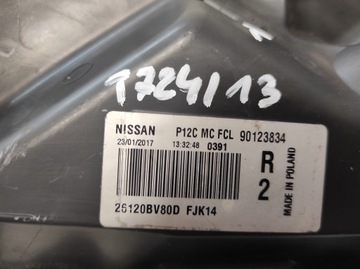 T724/13
NISSAN P12C MC FCL 90123834
23/01/2017 13:32:48 0391
R
2
MADE IN POLAND
26120BV80D FJK14